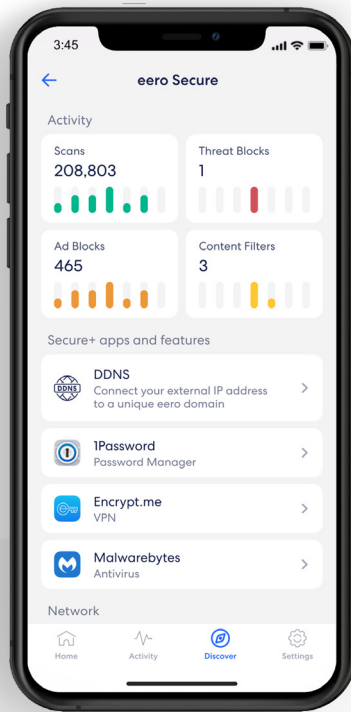 3:45
eero Secure
Activity
Scans
208,803
Threat Blocks
1
Ad Blocks
465
Content Filters
3
Secure+ apps and features
DDNS
DDNS
Connect your external IP address
to a unique eero domain
1Password
Password Manager
Encrypt.me
VPN
Malwarebytes
Antivirus
Network
Home
Activity
Discover
Settings